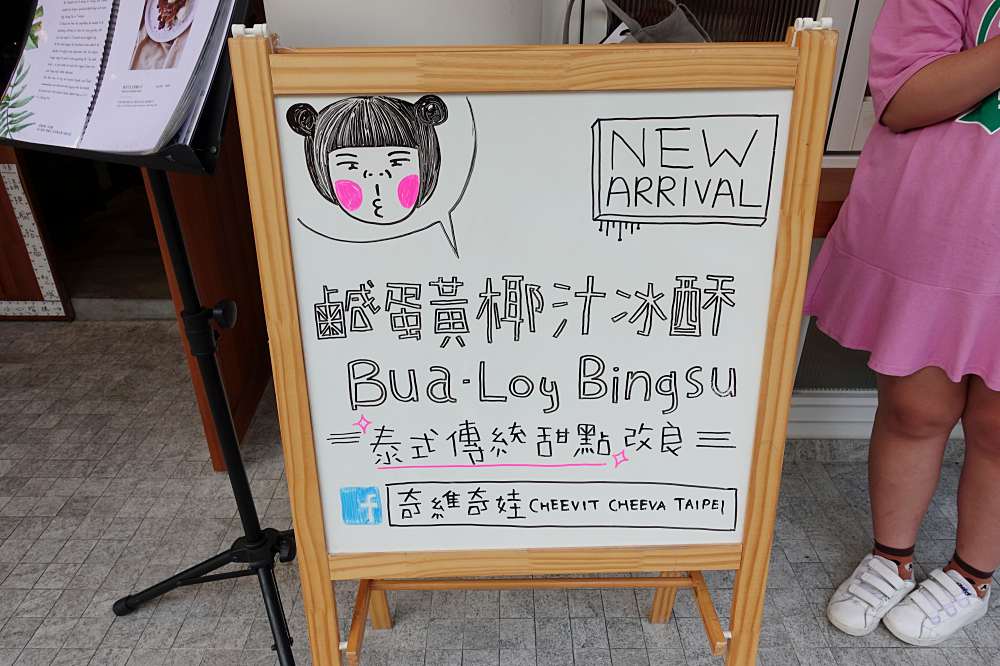 NEW
ARRIVAL
鹹蛋黃椰汁冰酥
Bua-Loy Bingsu
泰式傳統甜點改良
f 奇維奇娃 CHEEVIT CHEEVA TAIPEI